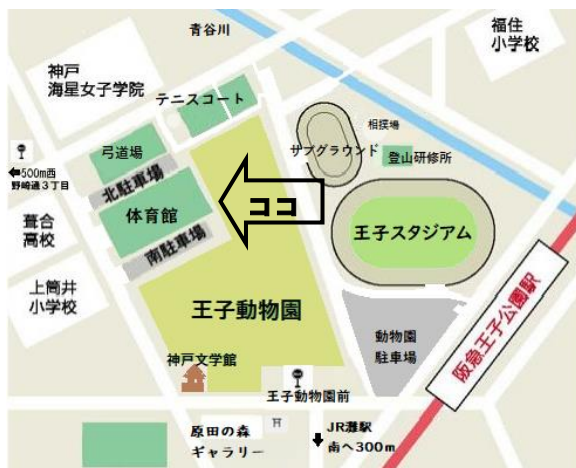 青谷川
福住
小学校
神戸
海星女子学院
テニスコート
相撲場
サブグラウンド
登山研修所
弓道場
←500m西
野崎通3丁目
北駐車場
体育館
ココ
葺合
高校
南駐車場
王子スタジアム
上筒井
小学校
王子動物園
動物園
駐車場
阪急王子公園駅
神戸文学館
王子動物園前
原田の森
ギャラリー
JR灘駅
南へ300m